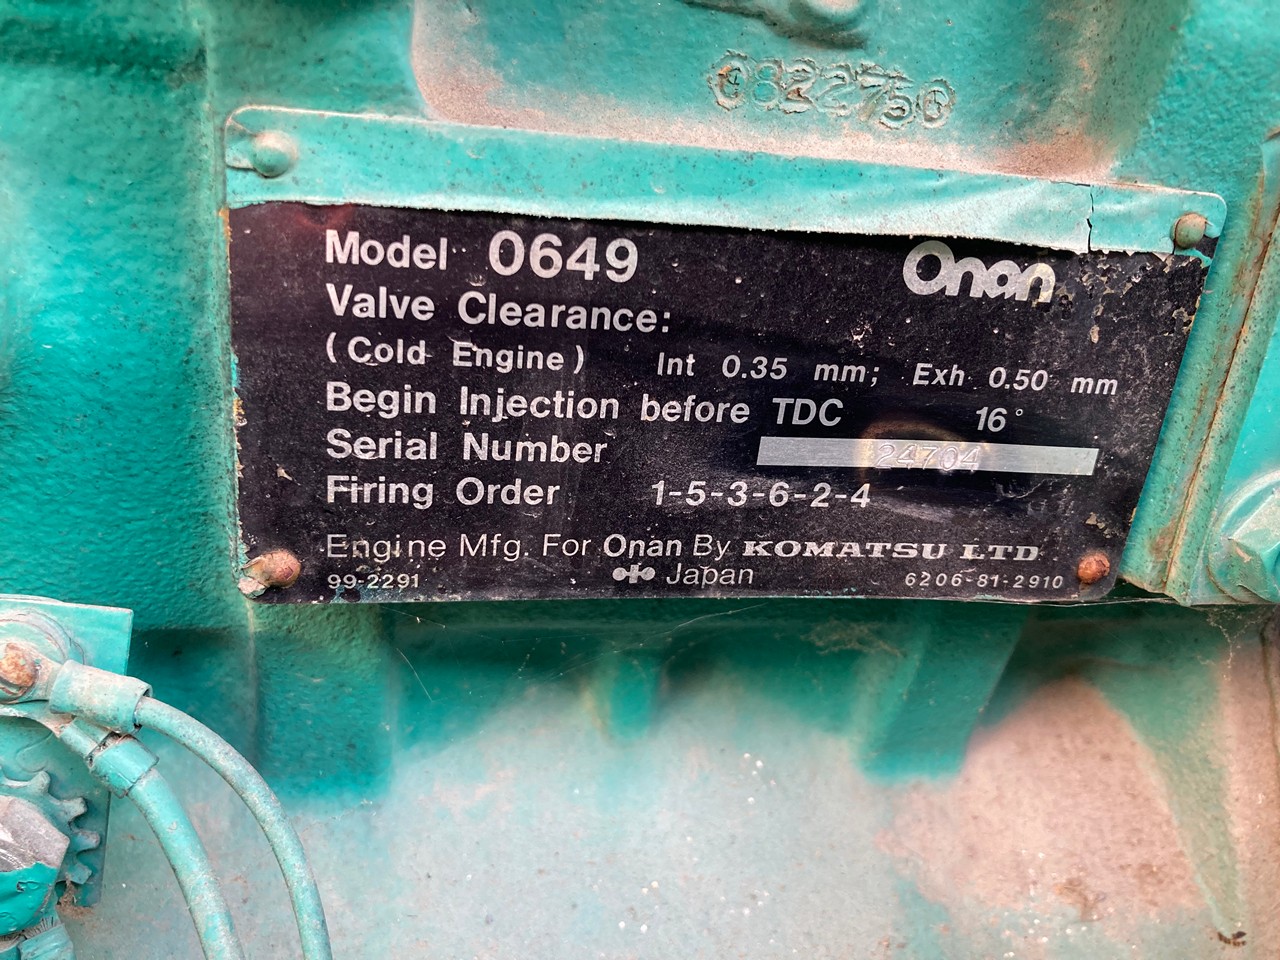 0822750
Model 0649 Onan
Valve Clearance:
(Cold Engine) Int 0.35 mm; Exh 0.50 mm
Begin Injection before TDC 16°
Serial Number 24704
Firing Order 1-5-3-6-2-4
Engine Mfg. For Onan By KOMATSU LTD
99-2291 Japan 6206-81-2910